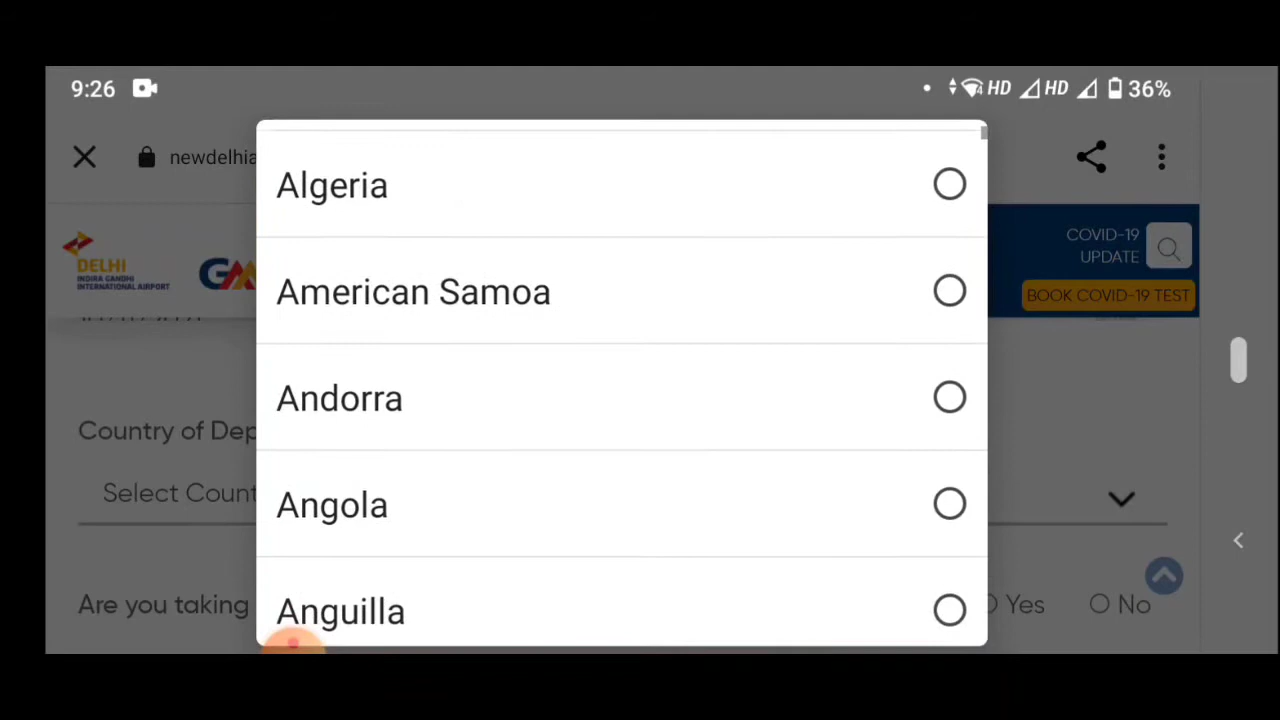 9:26 HD HD 36%
newdelhia
Algeria
American Samoa
Andorra
Angola
Anguilla
DELHI
INDIRA GANDHI
INTERNATIONAL AIRPORT
GM
COVID-19
UPDATE
BOOK COVID-19 TEST
Country of Dep
Select Count
Are you taking
Yes No